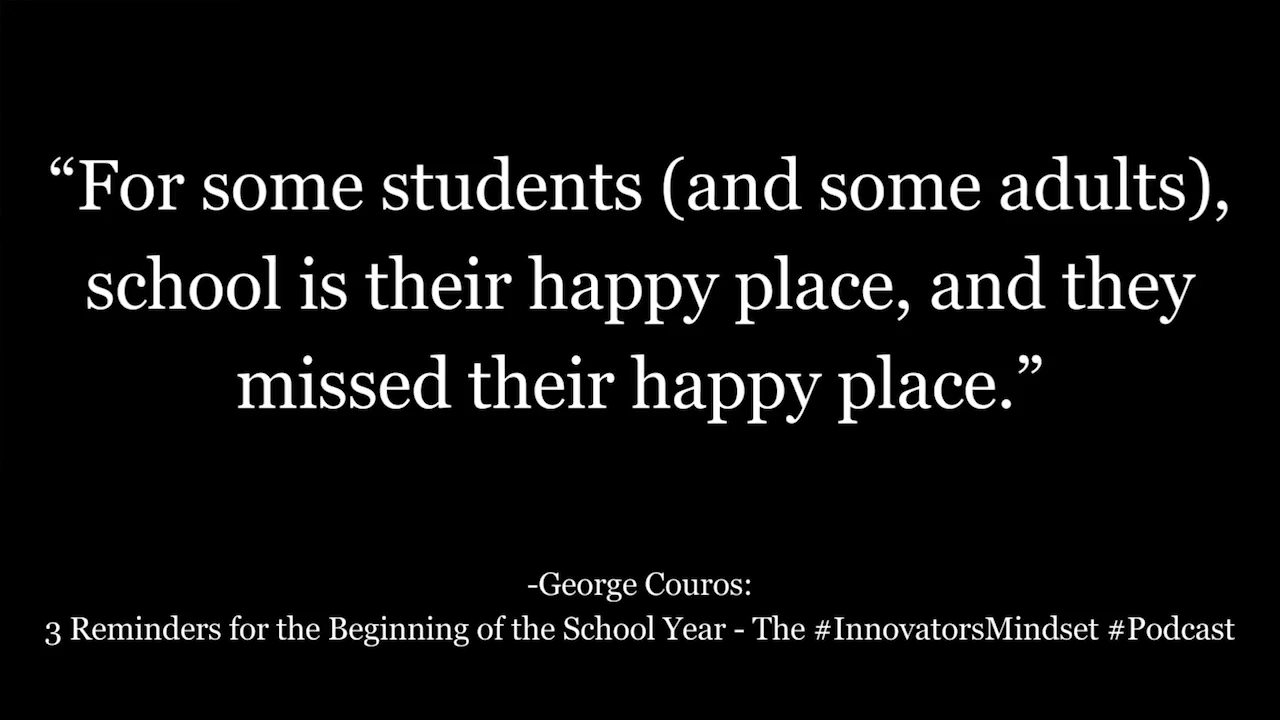 “For some students (and some adults),
school is their happy place, and they
missed their happy place.”
-George Couros:
3 Reminders for the Beginning of the School Year - The #InnovatorsMindset #Podcast